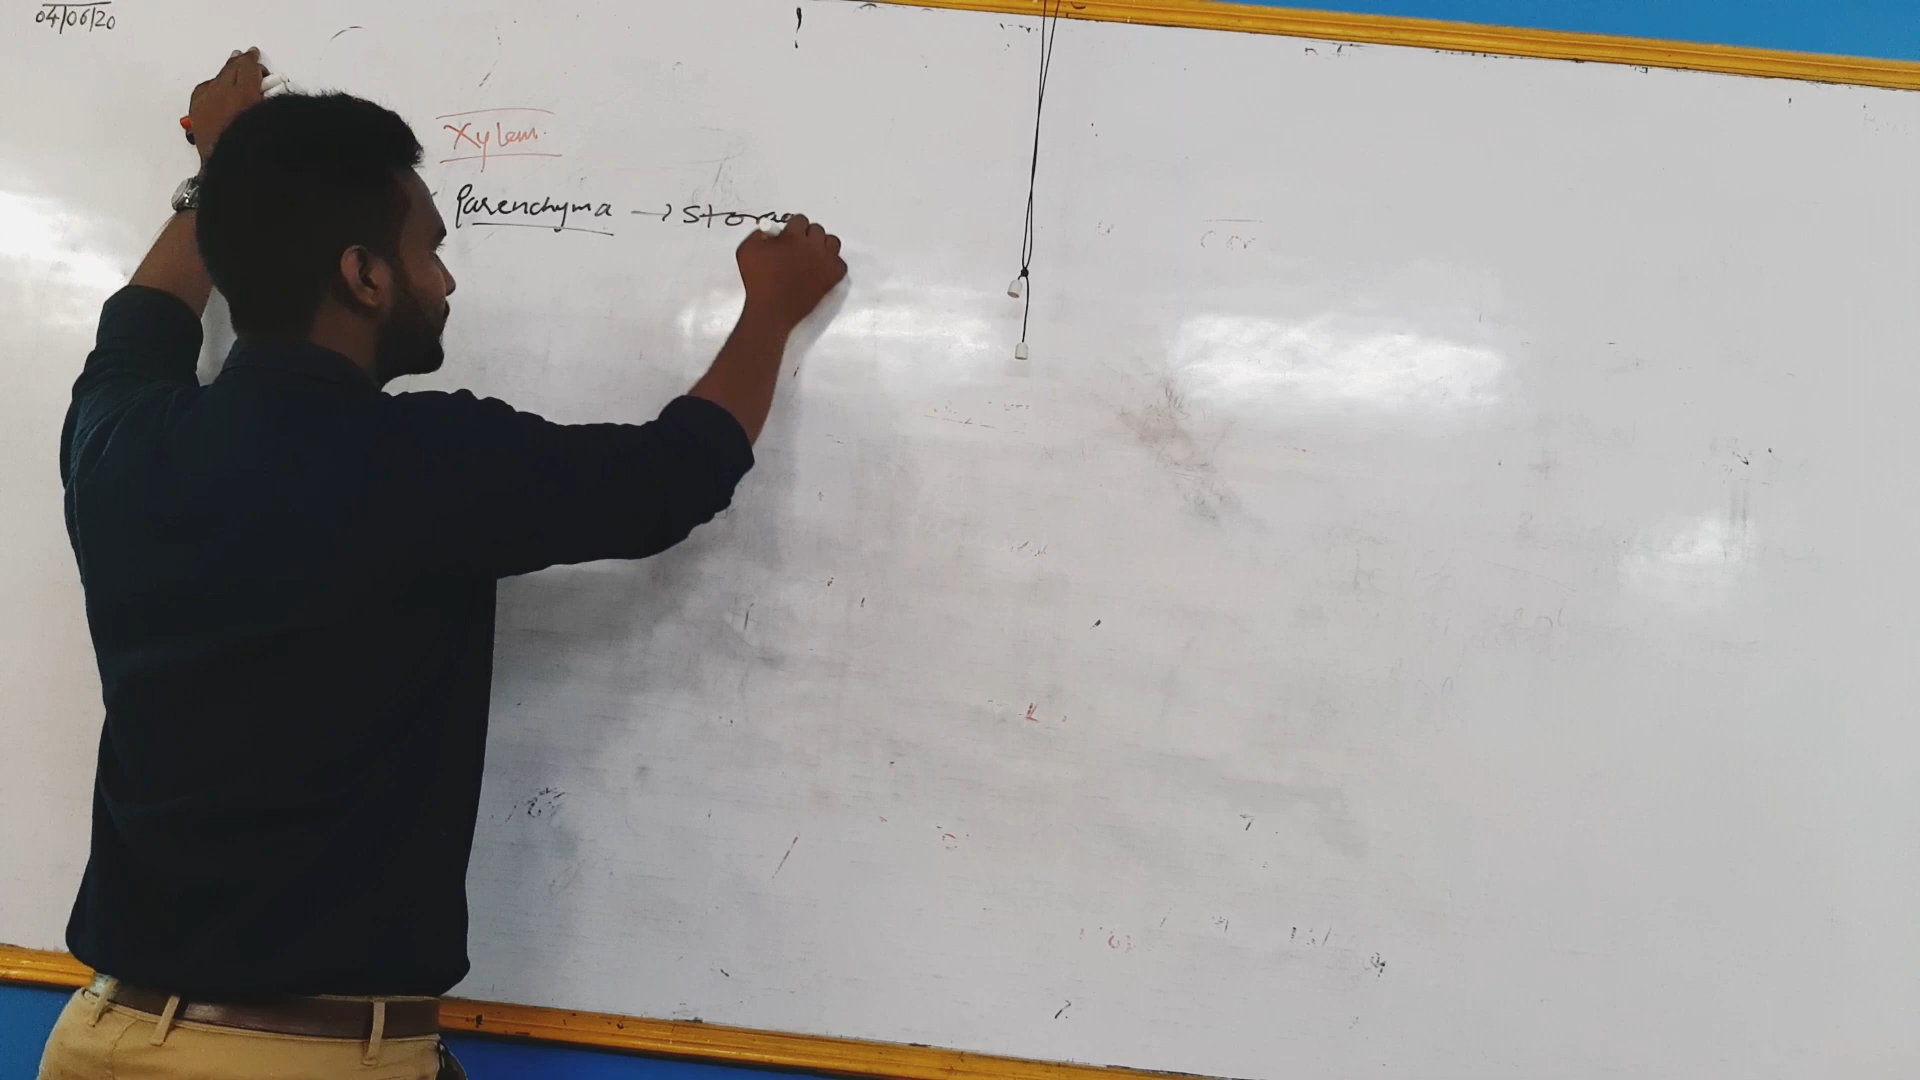 04/06/20
Xylem.
Parenchyma → Storag